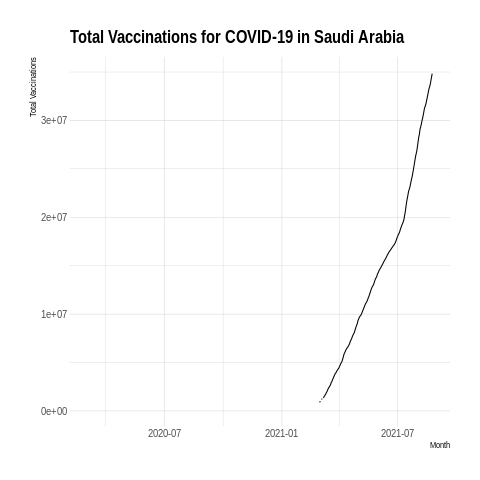 Total Vaccinations for COVID-19 in Saudi Arabia
Total Vaccinations
3e+07
2e+07
1e+07
0e+00
2020-07 2021-01 2021-07
Month